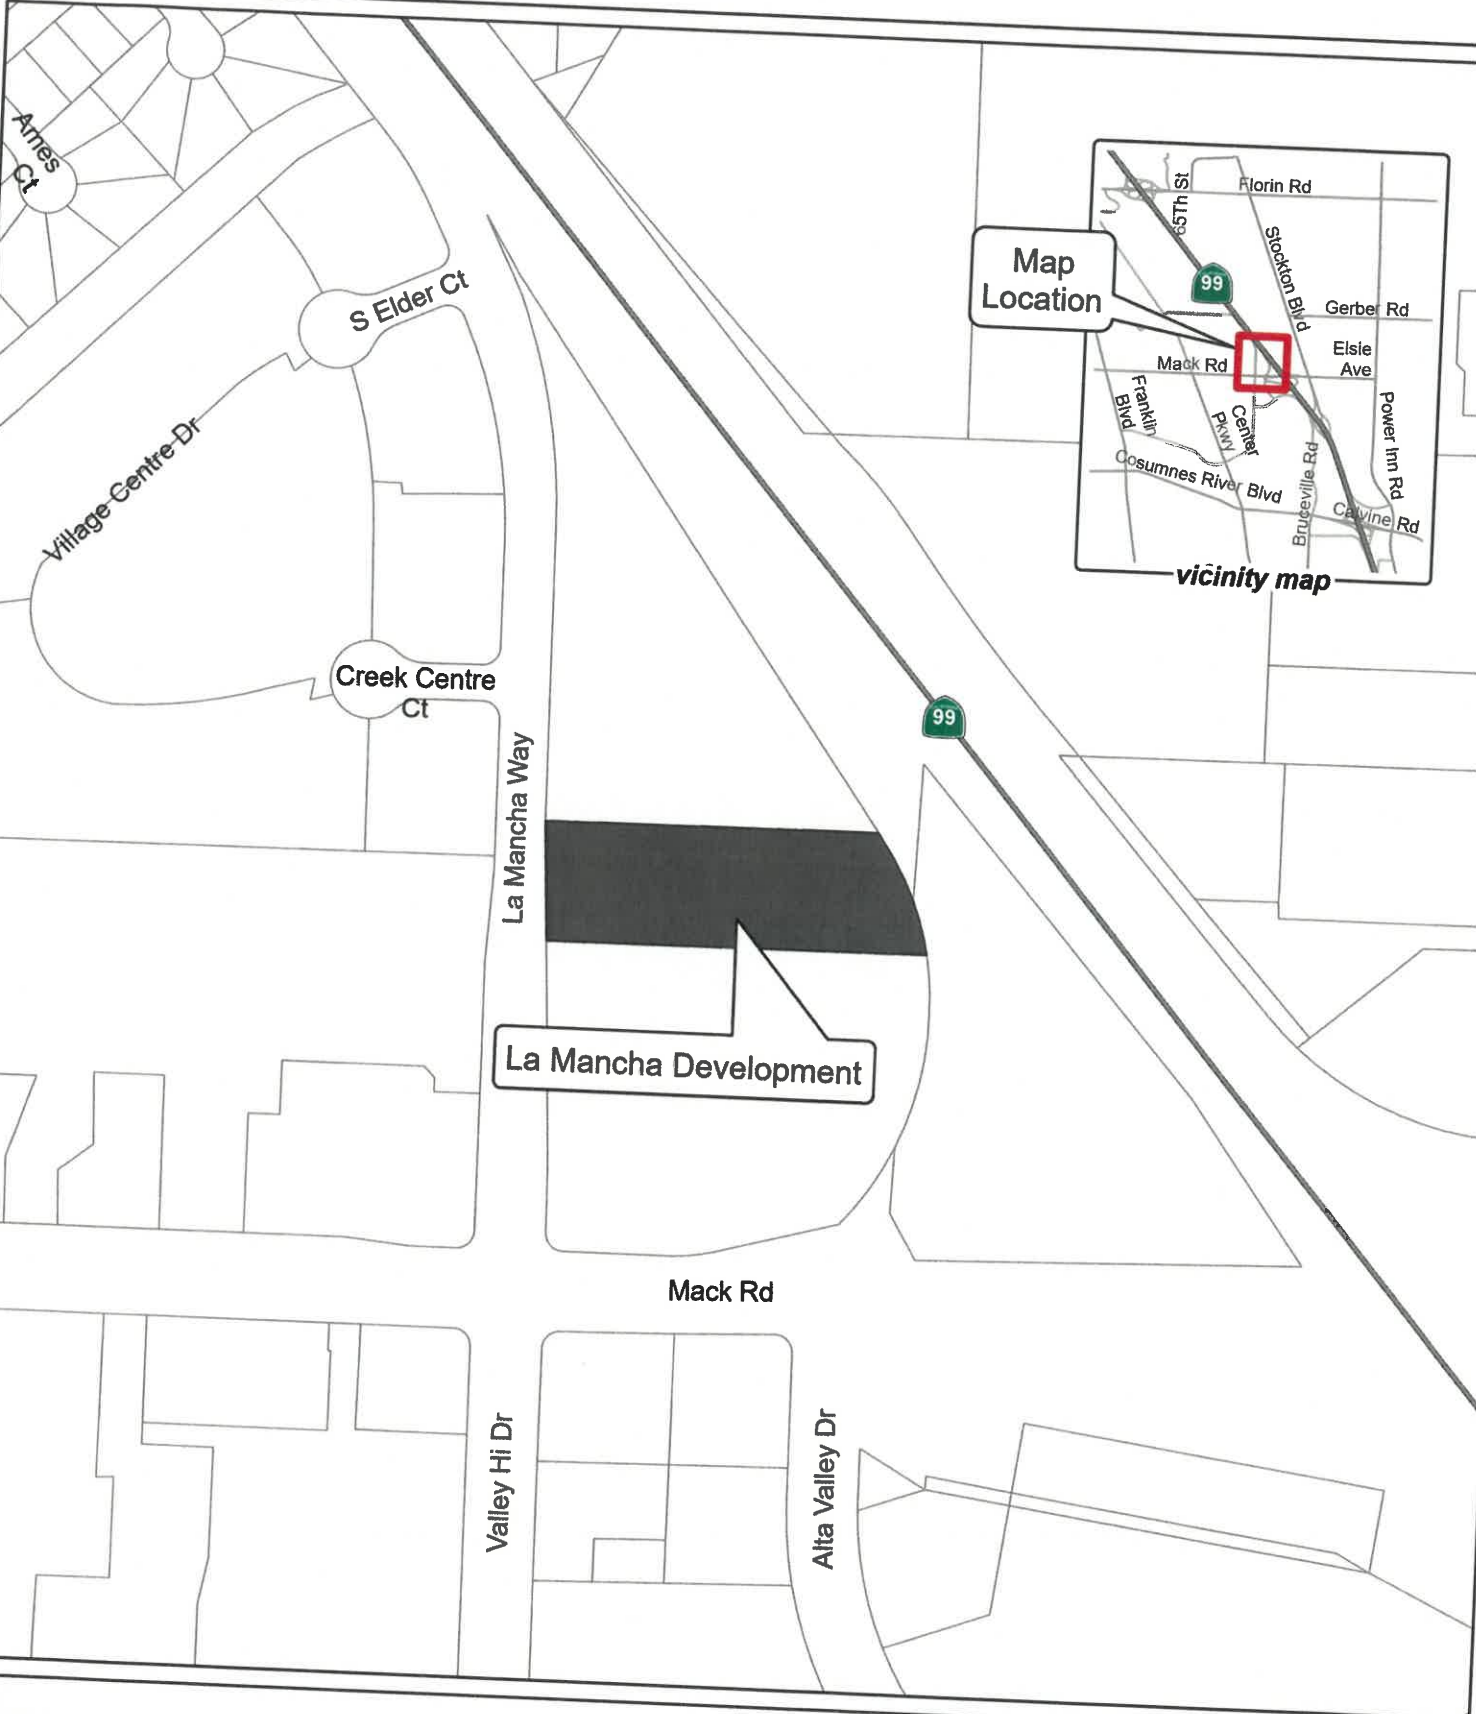 Ames
Ct
S Elder Ct
Village Centre Dr
Creek Centre
Ct
La Mancha Way
99
La Mancha Development
Mack Rd
Valley Hi Dr
Alta Valley Dr
Map
Location
Florin Rd
65Th St
Stockton Blvd
99
Gerber Rd
Elsie
Ave
Mack Rd
Franklin
Blvd
Center
Pkwy
Power Inn Rd
Cosumnes River Blvd
Bruceville Rd
Calvine Rd
vicinity map